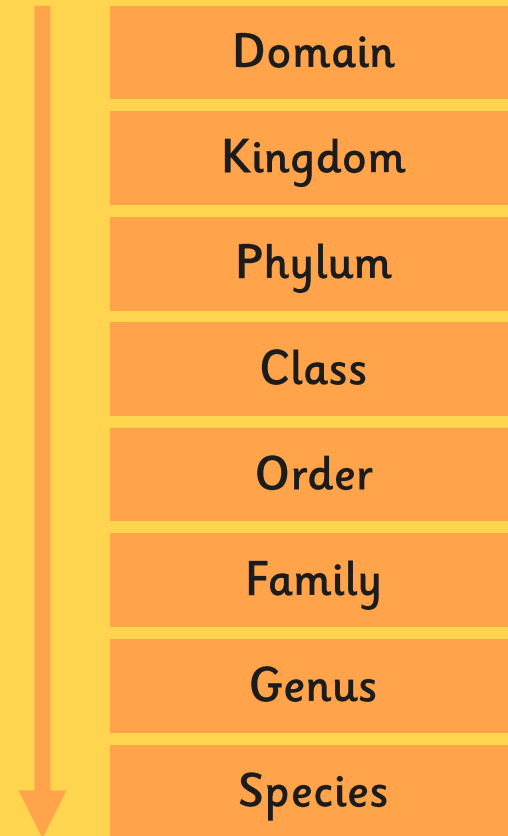 Domain
Kingdom
Phylum
Class
Order
Family
Genus
Species